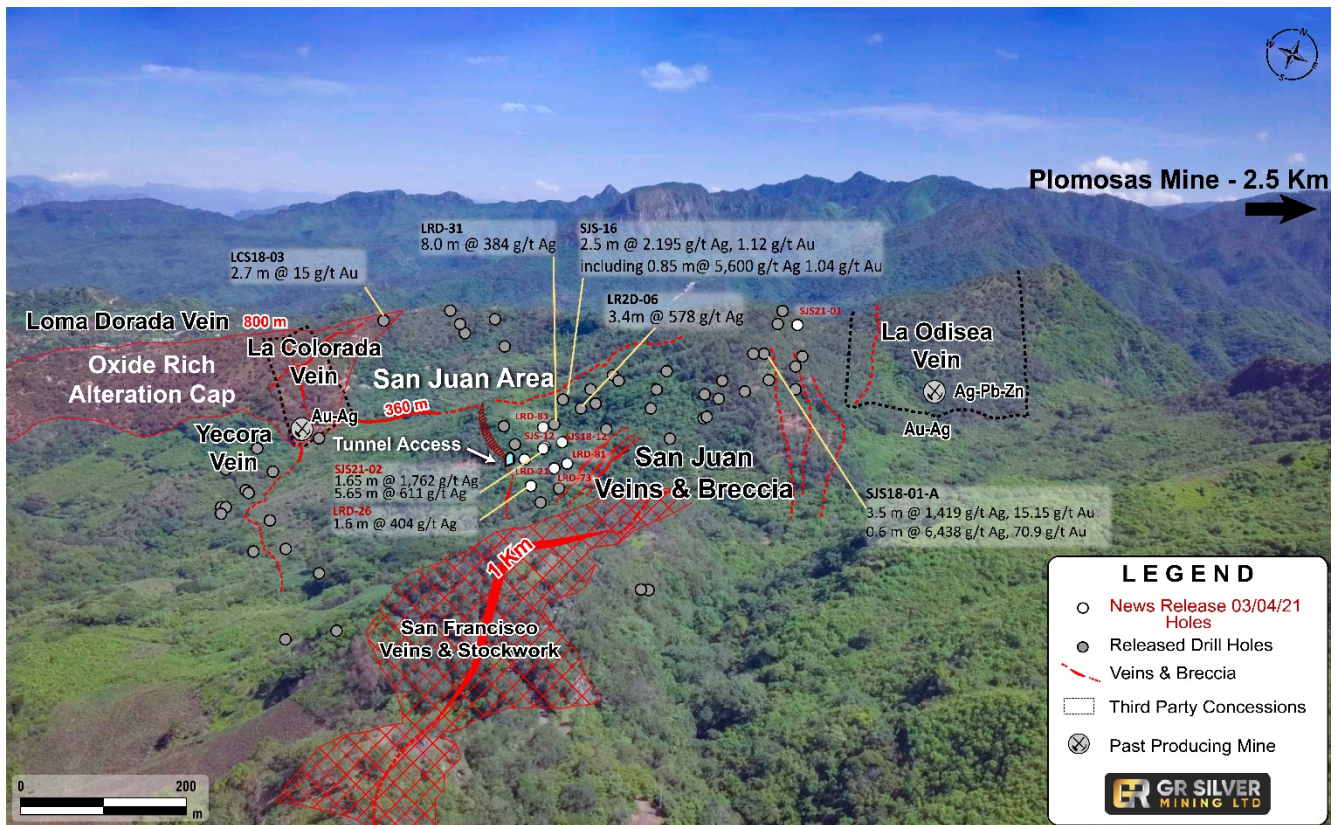 N
W
E
S
Plomosas Mine - 2.5 Km
LRD-31
8.0 m @ 384 g/t Ag
SJS-16
2.5 m @ 2.195 g/t Ag, 1.12 g/t Au
including 0.85 m@ 5,600 g/t Ag 1.04 g/t Au
LCS18-03
2.7 m @ 15 g/t Au
LR2D-06
3.4m @ 578 g/t Ag
SJS21-01
Loma Dorada Vein
800 m
La Colorada
Vein
Oxide Rich
Alteration Cap
San Juan Area
La Odisea
Vein
Ag-Pb-Zn
Au-Ag
360 m
Au-Ag
Yecora
Vein
Tunnel Access
LRD-83
SJS-12
SJS18-12
LRD-81
LRD-21
LRD-73
San Juan
Veins & Breccia
SJS21-02
1.65 m @ 1,762 g/t Ag
5.65 m @ 611 g/t Ag
LRD-26
1.6 m @ 404 g/t Ag
SJS18-01-A
3.5 m @ 1,419 g/t Ag, 15.15 g/t Au
0.6 m @ 6,438 g/t Ag, 70.9 g/t Au
1 Km
San Francisco
Veins & Stockwork
LEGEND
News Release 03/04/21
Holes
Released Drill Holes
Veins & Breccia
Third Party Concessions
Past Producing Mine
GR SILVER
MINING LTD
0
200
m